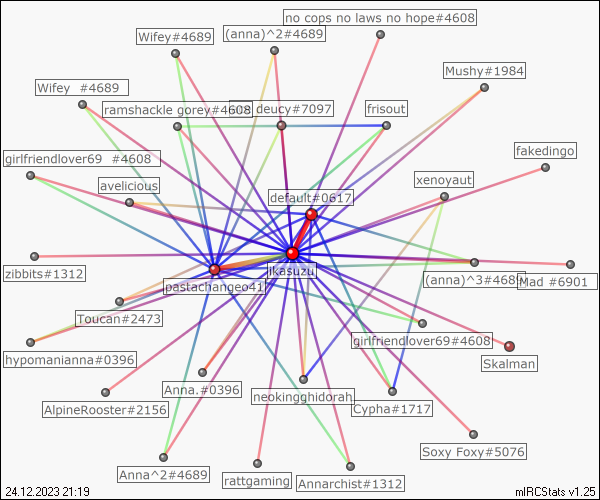 no cops no laws no hope#4608
Wifey#4689
(anna)^2#4689
Mushy#1984
Wifey #4689
ramshackle gorey#4608
deucy#7097
frisout
girlfriendlover69 #4608
fakedingo
avelicious
xenoyaut
default#0617
zibbits#1312
ikasuzu
pastachangeo41
(anna)^3#4689
Mad #6901
Toucan#2473
girlfriendlover69#4608
hypomanianna#0396
Skalman
Anna.#0396
neokingghidorah
AlpineRooster#2156
Cypha#1717
Soxy Foxy#5076
Anna^2#4689
rattgaming
Annarchist#1312
24.12.2023 21:19
mIRCStats v1.25